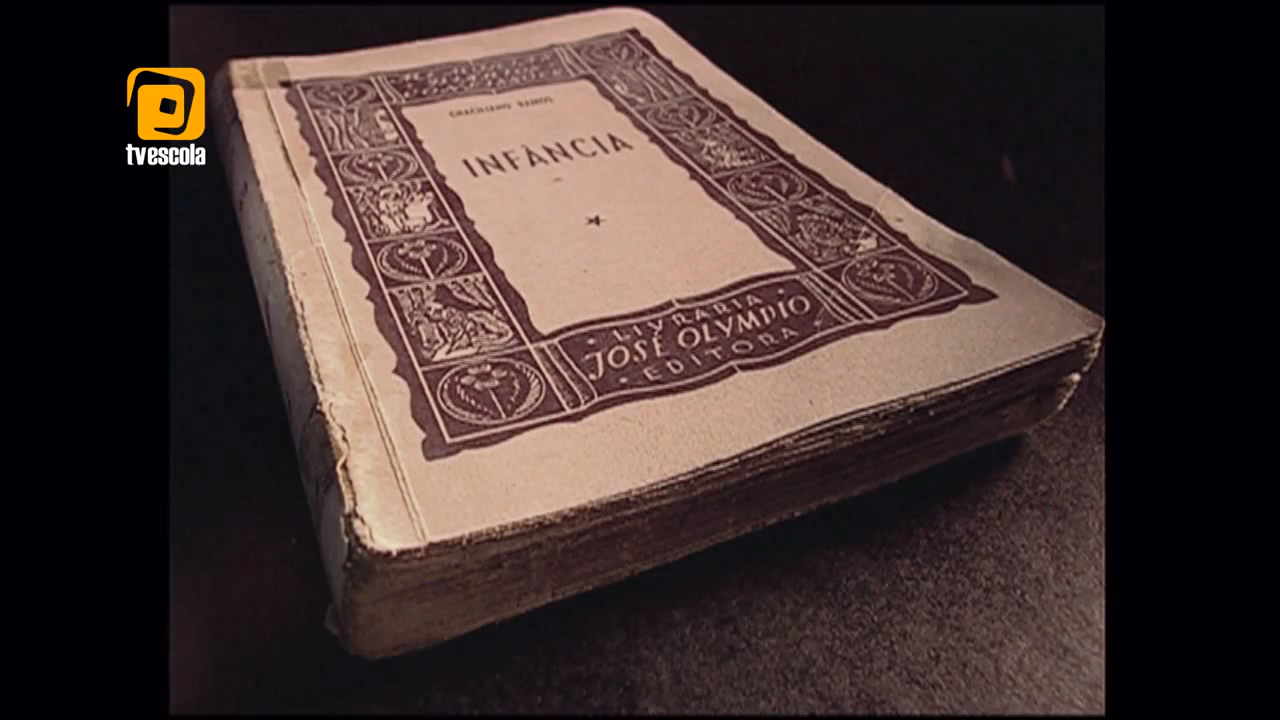 tvescola
GRACILIANO RAMOS
INFÂNCIA
LIVRARIA
JOSÉ OLYMPIO
EDITORA